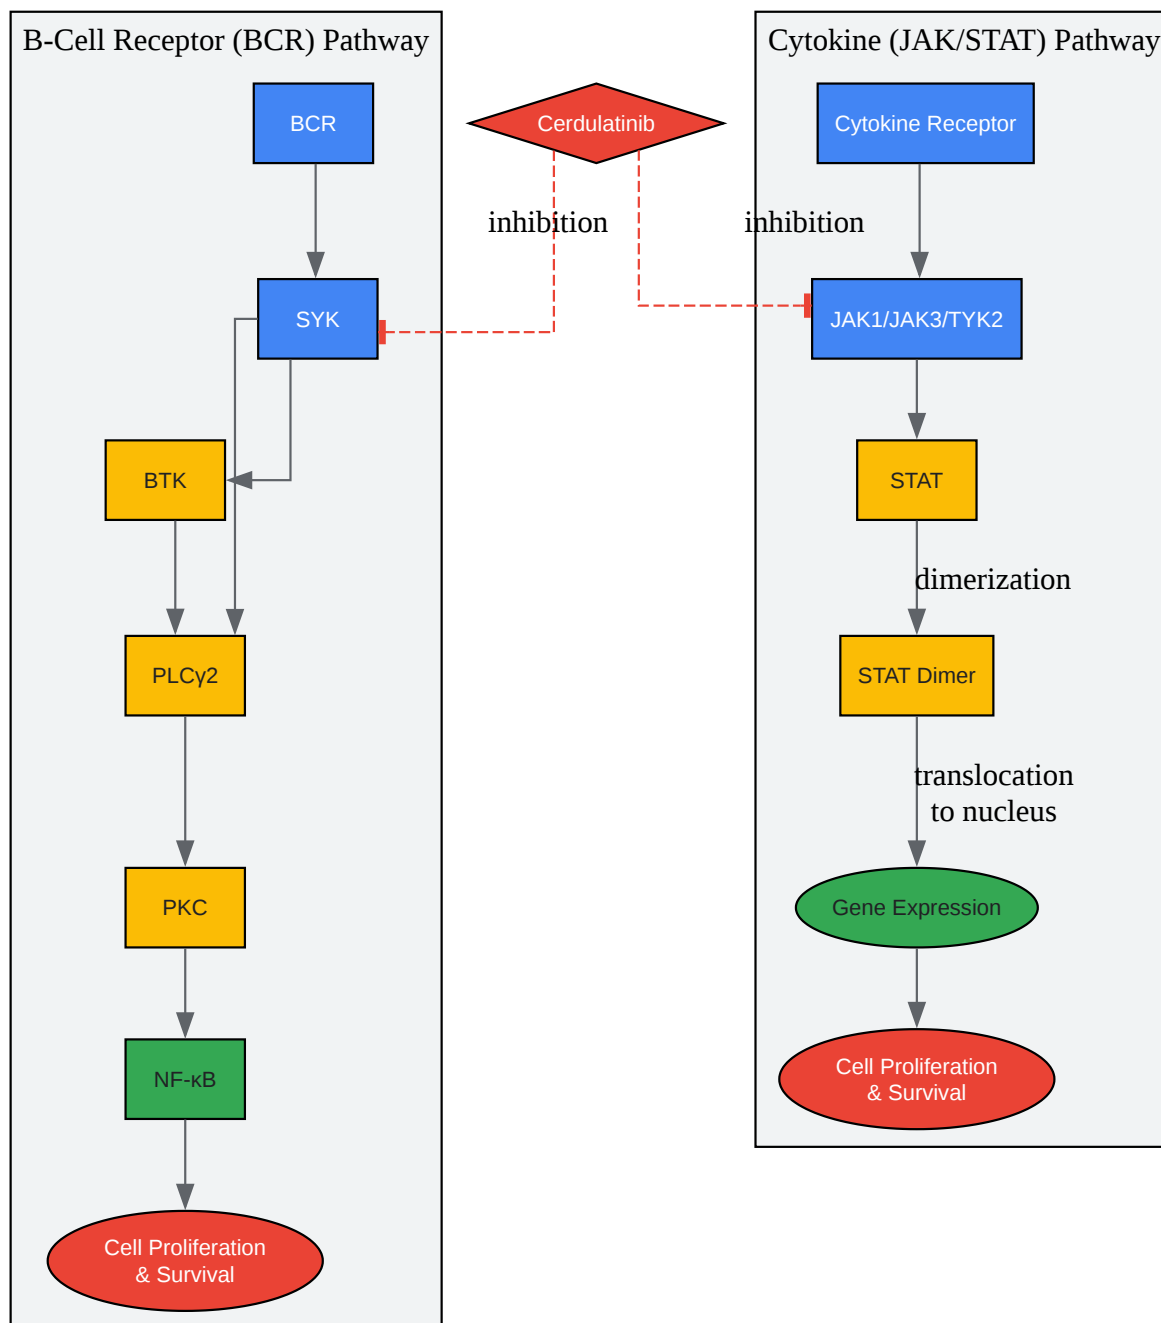 B-Cell Receptor (BCR) Pathway
BCR
SYK
BTK
PLCγ2
PKC
NF-κB
Cell Proliferation
& Survival
Cerdulatinib
inhibition
inhibition
Cytokine (JAK/STAT) Pathway
Cytokine Receptor
JAK1/JAK3/TYK2
STAT
dimerization
STAT Dimer
translocation
to nucleus
Gene Expression
Cell Proliferation
& Survival